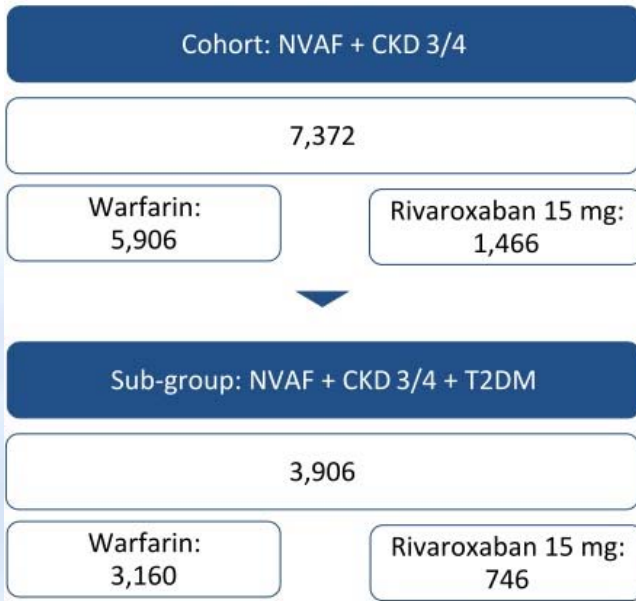 Cohort: NVAF + CKD 3/4
7,372
Warfarin:
5,906
Rivaroxaban 15 mg:
1,466
Sub-group: NVAF + CKD 3/4 + T2DM
3,906
Warfarin:
3,160
Rivaroxaban 15 mg:
746